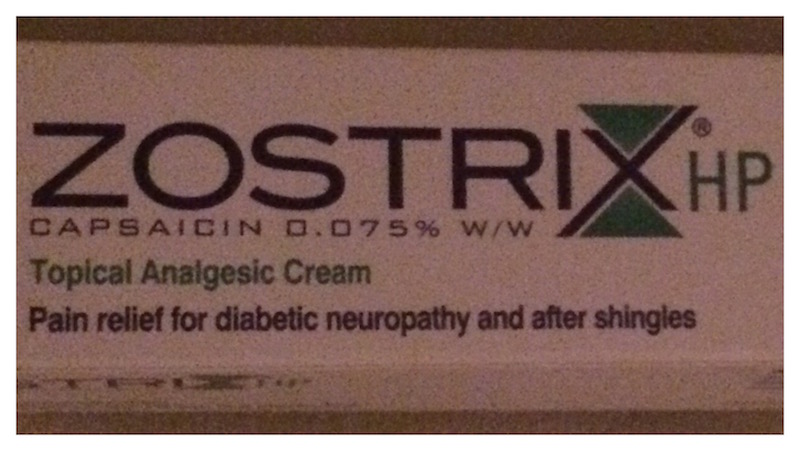 ZOSTRIX® HP
CAPSAICIN 0.075% W/W
Topical Analgesic Cream
Pain relief for diabetic neuropathy and after shingles